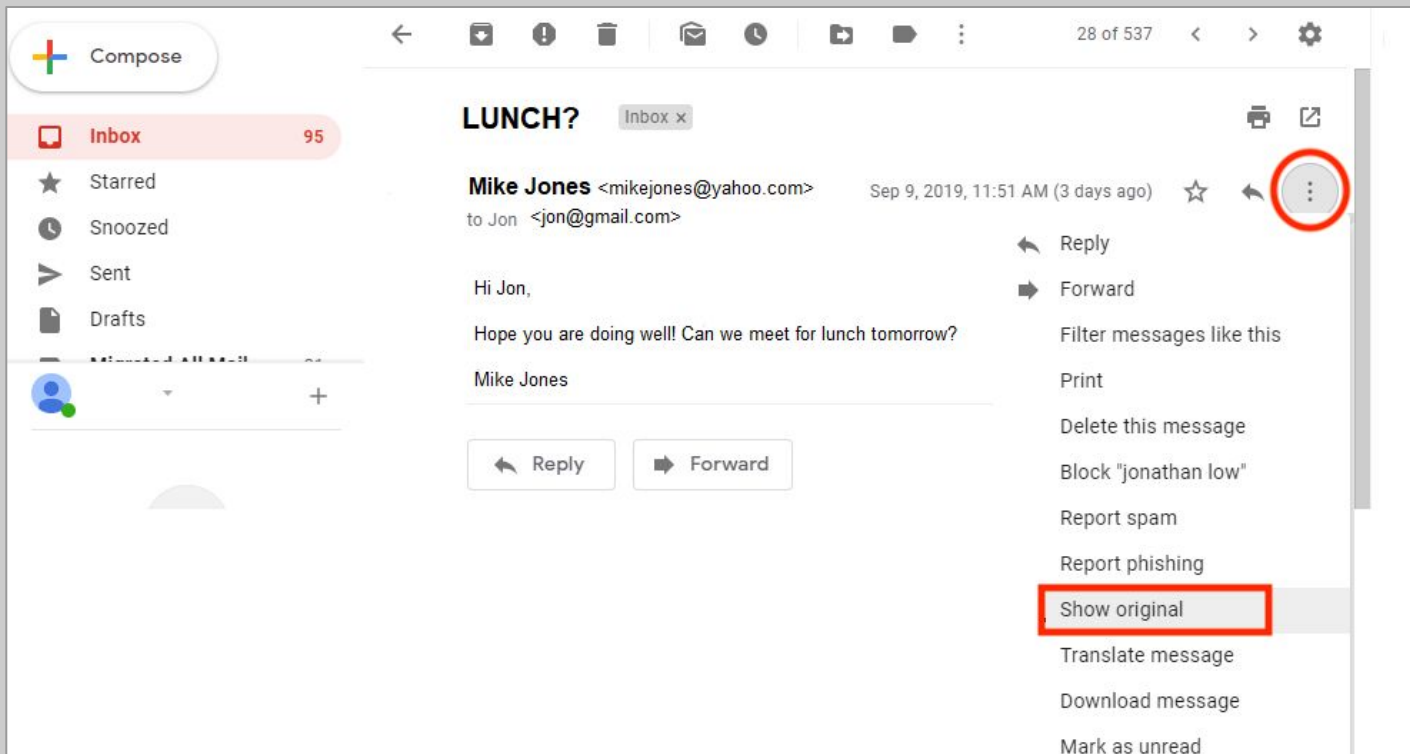 Compose
28 of 537
Inbox 95
Starred
Snoozed
Sent
Drafts
LUNCH? Inbox x
Mike Jones <mikejones@yahoo.com> Sep 9, 2019, 11:51 AM (3 days ago)
to Jon <jon@gmail.com>
Hi Jon,
Hope you are doing well! Can we meet for lunch tomorrow?
Mike Jones
Reply Forward
Reply
Forward
Filter messages like this
Print
Delete this message
Block "jonathan low"
Report spam
Report phishing
Show original
Translate message
Download message
Mark as unread